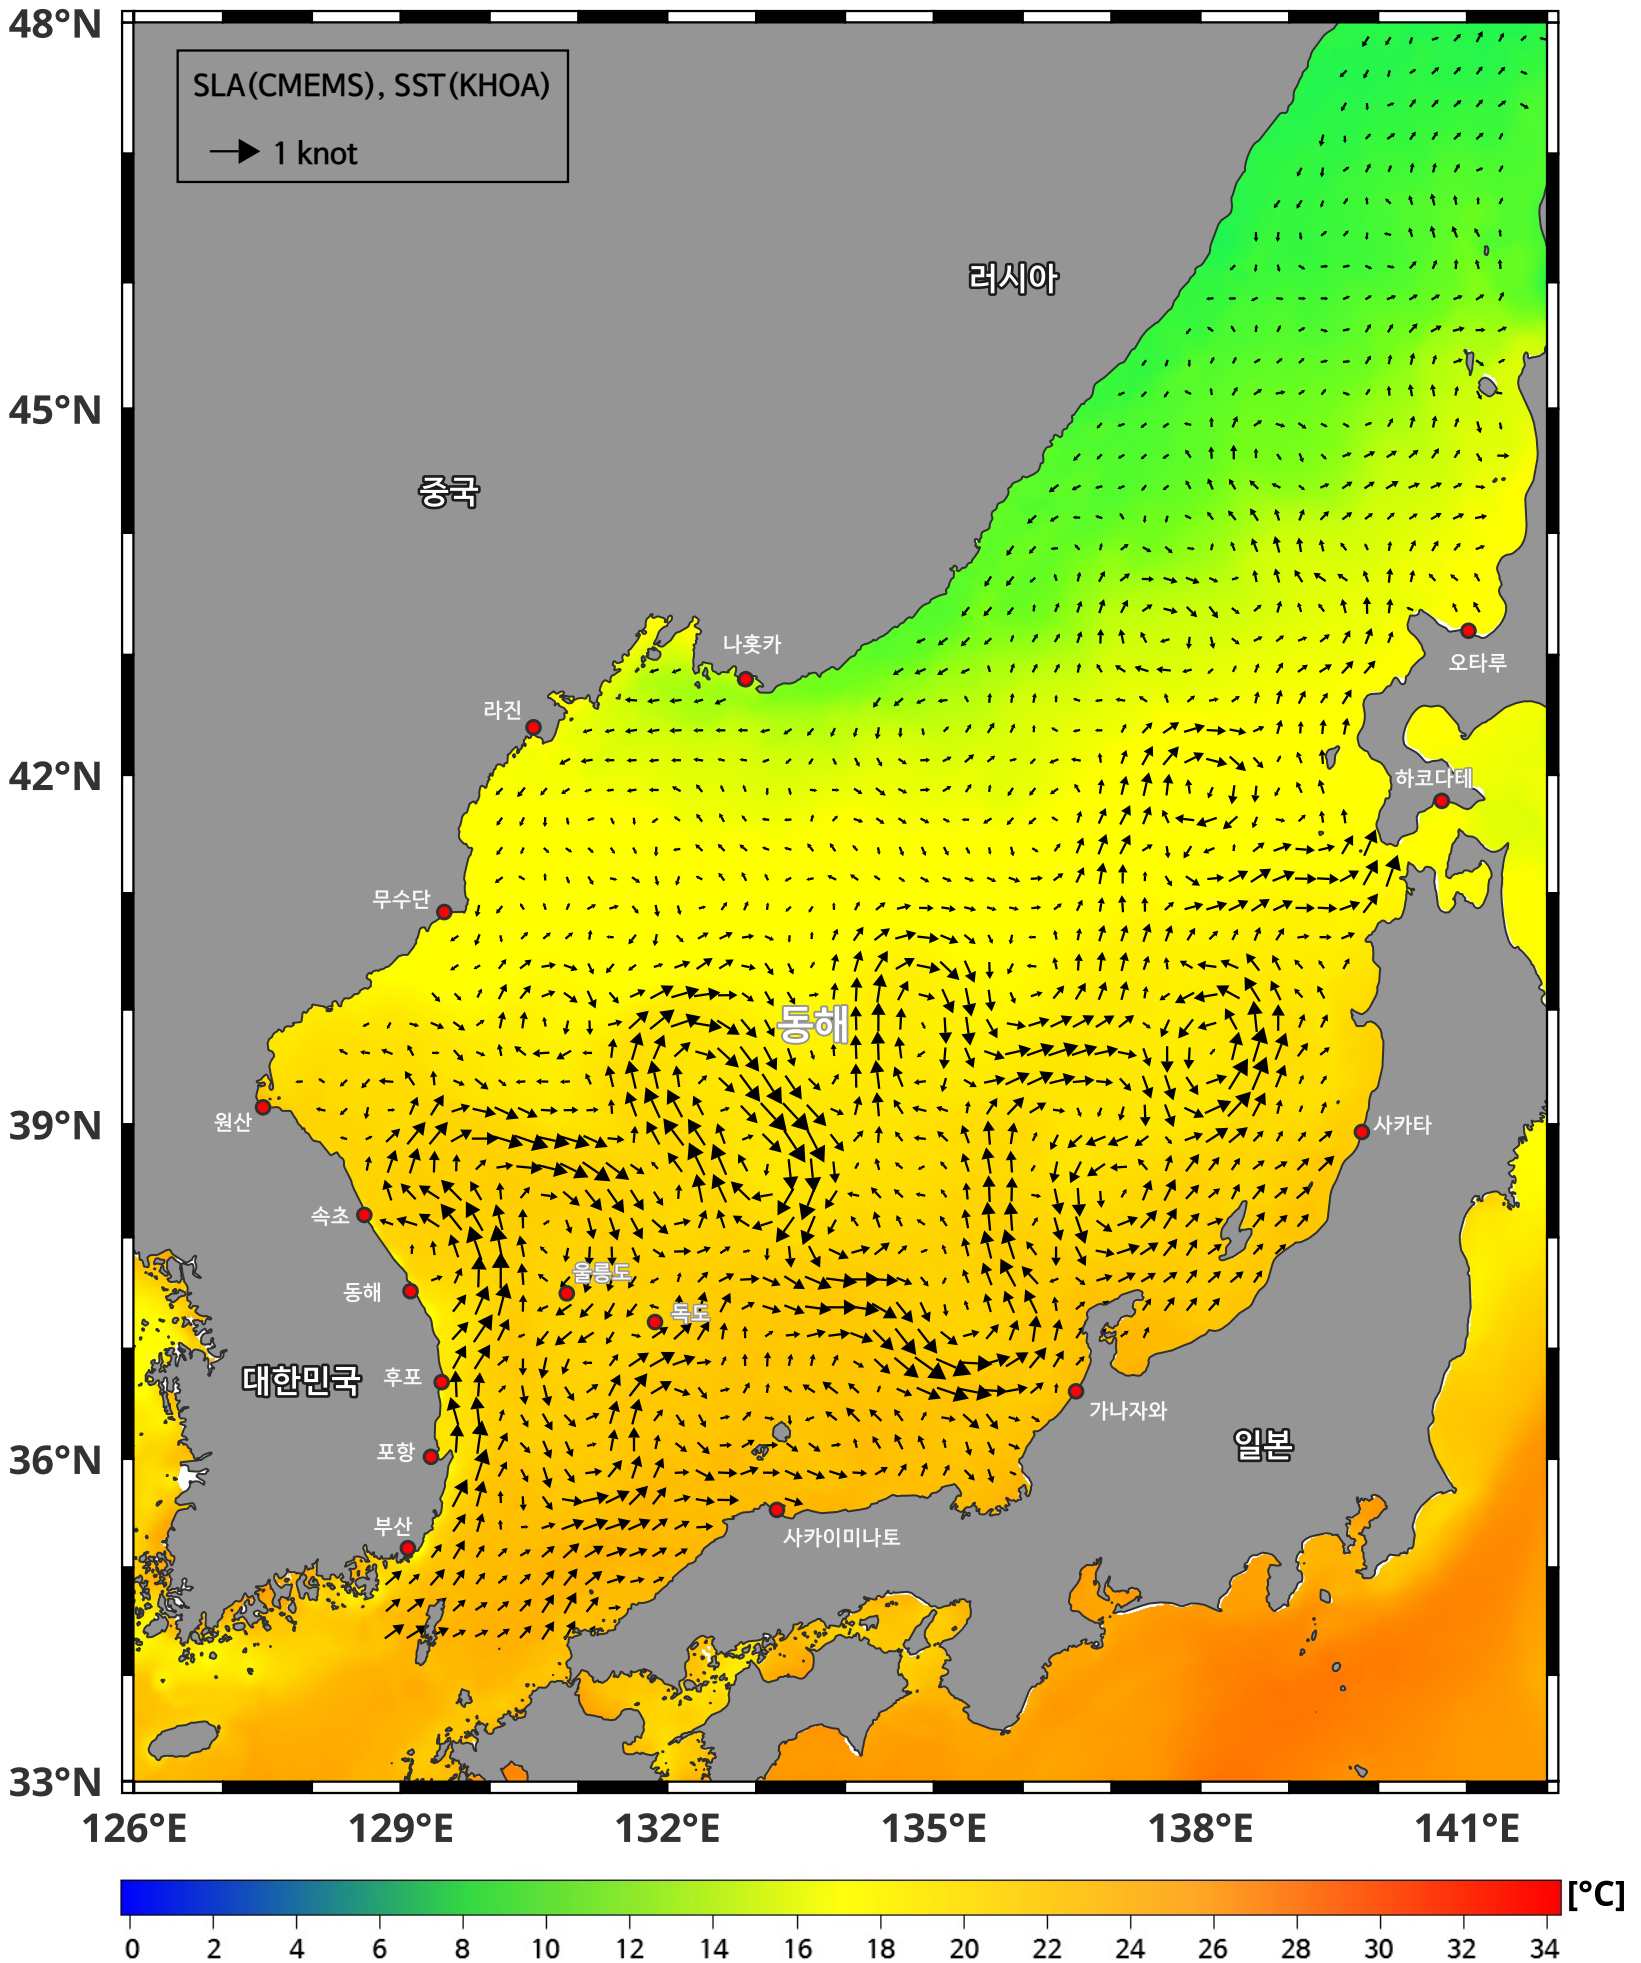 48°N
SLA(CMEMS), SST(KHOA)
1 knot
러시아
45°N
중국
나홋카
오타루
라진
42°N
하코다테
무수단
동해
39°N
원산
사카타
속초
울릉도
동해
독도
대한민국
후포
가나자와
36°N
포항
일본
부산
사카이미나토
33°N
126°E 129°E 132°E 135°E 138°E 141°E
[°C]
0 2 4 6 8 10 12 14 16 18 20 22 24 26 28 30 32 34